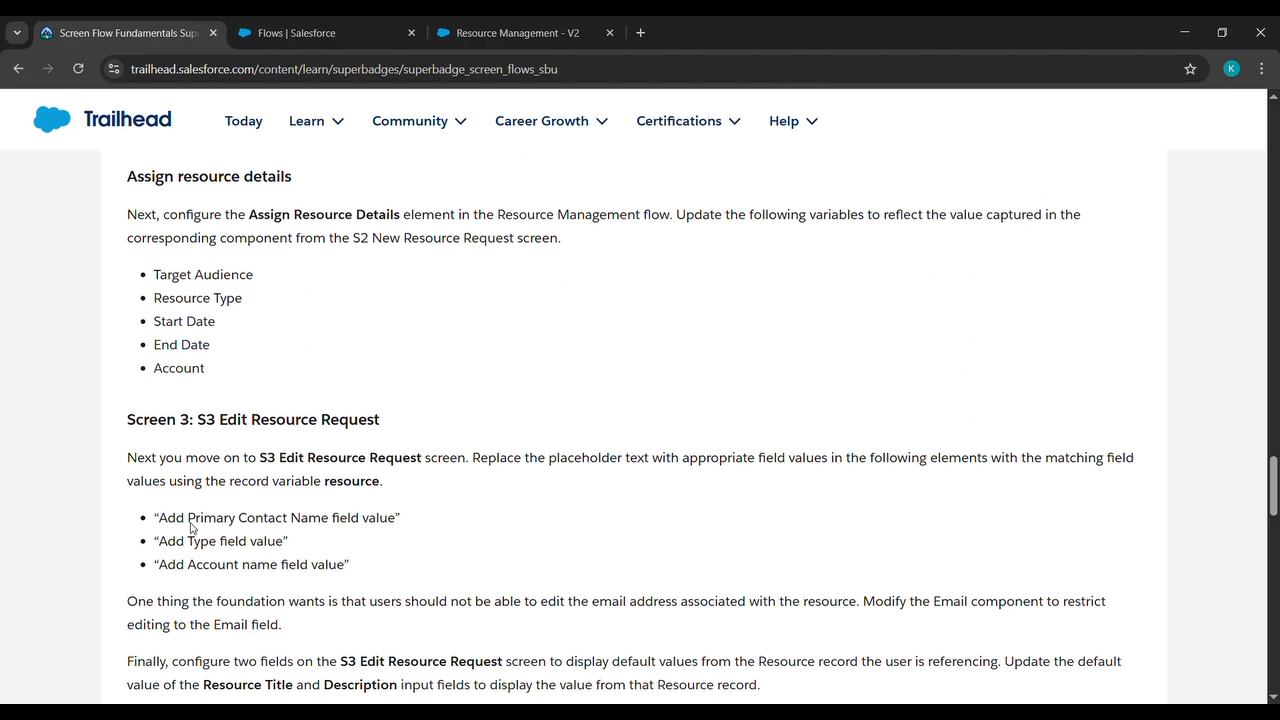 Screen Flow Fundamentals Sup
Flows | Salesforce
Resource Management - V2
trailhead.salesforce.com/content/learn/superbadges/superbadge_screen_flows_sbu
K
Trailhead
Today
Learn
Community
Career Growth
Certifications
Help
Assign resource details
Next, configure the Assign Resource Details element in the Resource Management flow. Update the following variables to reflect the value captured in the
corresponding component from the S2 New Resource Request screen.
• Target Audience
• Resource Type
• Start Date
• End Date
• Account
Screen 3: S3 Edit Resource Request
Next you move on to S3 Edit Resource Request screen. Replace the placeholder text with appropriate field values in the following elements with the matching field
values using the record variable resource.
• “Add Primary Contact Name field value”
• “Add Type field value”
• “Add Account name field value”
One thing the foundation wants is that users should not be able to edit the email address associated with the resource. Modify the Email component to restrict
editing to the Email field.
Finally, configure two fields on the S3 Edit Resource Request screen to display default values from the Resource record the user is referencing. Update the default
value of the Resource Title and Description input fields to display the value from that Resource record.